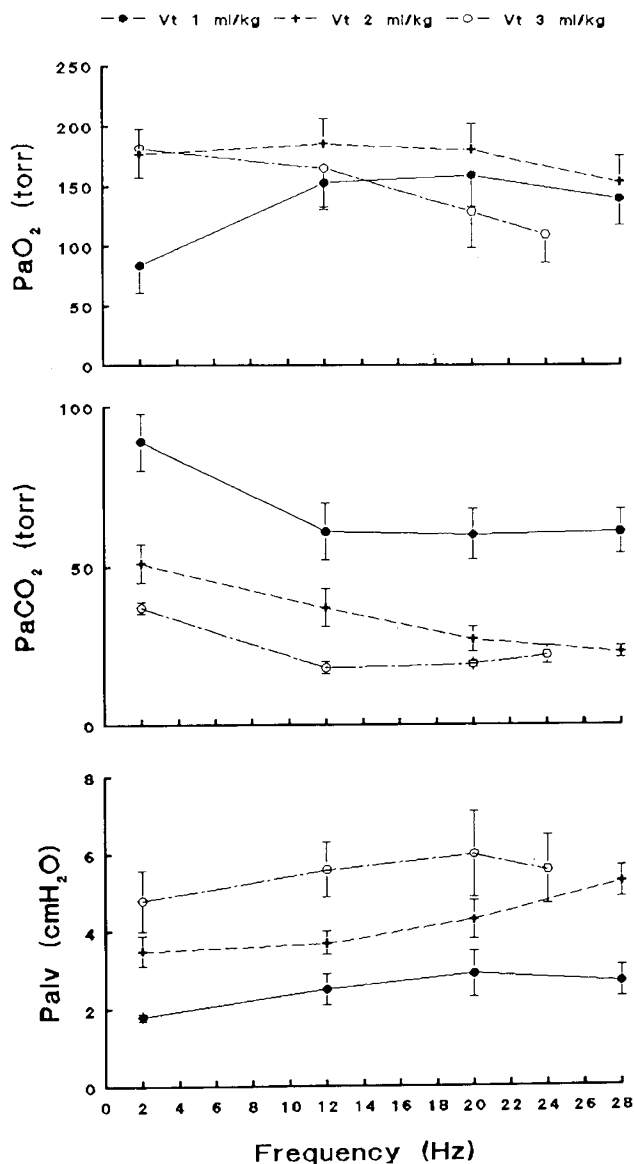 Vt 1 ml/kg Vt 2 ml/kg Vt 3 ml/kg
250
200
150
100
50
0
PaO2 (torr)
100
50
0
PaCO2 (torr)
8
6
4
2
0
Palv (cmH2O)
0 2 4 6 8 10 12 14 16 18 20 22 24 26 28
Frequency (Hz)